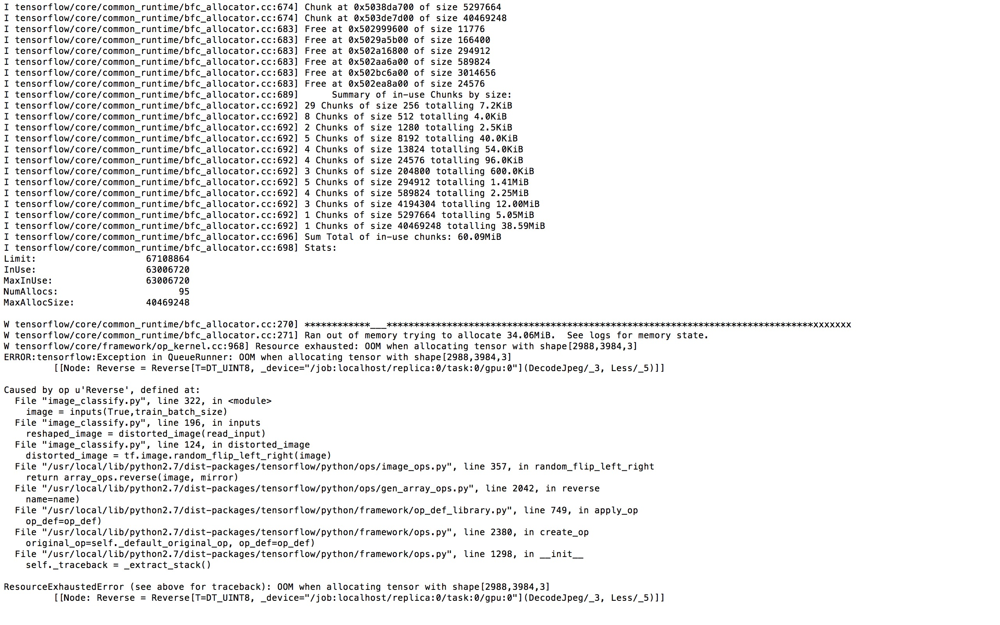 I tensorflow/core/common_runtime/bfc_allocator.cc:674] Chunk at 0x5038da700 of size 5297664
I tensorflow/core/common_runtime/bfc_allocator.cc:674] Chunk at 0x503de7d00 of size 40469248
I tensorflow/core/common_runtime/bfc_allocator.cc:683] Free at 0x502999600 of size 11776
I tensorflow/core/common_runtime/bfc_allocator.cc:683] Free at 0x5029a5b00 of size 166400
I tensorflow/core/common_runtime/bfc_allocator.cc:683] Free at 0x502a16800 of size 294912
I tensorflow/core/common_runtime/bfc_allocator.cc:683] Free at 0x502aa6a00 of size 589824
I tensorflow/core/common_runtime/bfc_allocator.cc:683] Free at 0x502bc6a00 of size 3014656
I tensorflow/core/common_runtime/bfc_allocator.cc:683] Free at 0x502ea8a00 of size 24576
I tensorflow/core/common_runtime/bfc_allocator.cc:689]      Summary of in-use Chunks by size:
I tensorflow/core/common_runtime/bfc_allocator.cc:692] 29 Chunks of size 256 totalling 7.2KiB
I tensorflow/core/common_runtime/bfc_allocator.cc:692] 8 Chunks of size 512 totalling 4.0KiB
I tensorflow/core/common_runtime/bfc_allocator.cc:692] 2 Chunks of size 1280 totalling 2.5KiB
I tensorflow/core/common_runtime/bfc_allocator.cc:692] 5 Chunks of size 8192 totalling 40.0KiB
I tensorflow/core/common_runtime/bfc_allocator.cc:692] 4 Chunks of size 13824 totalling 54.0KiB
I tensorflow/core/common_runtime/bfc_allocator.cc:692] 4 Chunks of size 24576 totalling 96.0KiB
I tensorflow/core/common_runtime/bfc_allocator.cc:692] 3 Chunks of size 204800 totalling 600.0KiB
I tensorflow/core/common_runtime/bfc_allocator.cc:692] 5 Chunks of size 294912 totalling 1.41MiB
I tensorflow/core/common_runtime/bfc_allocator.cc:692] 4 Chunks of size 589824 totalling 2.25MiB
I tensorflow/core/common_runtime/bfc_allocator.cc:692] 3 Chunks of size 4194304 totalling 12.00MiB
I tensorflow/core/common_runtime/bfc_allocator.cc:692] 1 Chunks of size 5297664 totalling 5.05MiB
I tensorflow/core/common_runtime/bfc_allocator.cc:692] 1 Chunks of size 40469248 totalling 38.59MiB
I tensorflow/core/common_runtime/bfc_allocator.cc:696] Sum Total of in-use chunks: 60.09MiB
I tensorflow/core/common_runtime/bfc_allocator.cc:698] Stats:
Limit:                    67108864
InUse:                    63006720
MaxInUse:                 63006720
NumAllocs:                      95
MaxAllocSize:             40469248

W tensorflow/core/common_runtime/bfc_allocator.cc:270] ************___******************************************************************************xxxxxxx
W tensorflow/core/common_runtime/bfc_allocator.cc:271] Ran out of memory trying to allocate 34.06MiB.  See logs for memory state.
W tensorflow/core/framework/op_kernel.cc:968] Resource exhausted: OOM when allocating tensor with shape[2988,3984,3]
ERROR:tensorflow:Exception in QueueRunner: OOM when allocating tensor with shape[2988,3984,3]
         [[Node: Reverse = Reverse[T=DT_UINT8, _device="/job:localhost/replica:0/task:0/gpu:0"](DecodeJpeg/_3, Less/_5)]]

Caused by op u'Reverse', defined at:
  File "image_classify.py", line 322, in <module>
    image = inputs(True,train_batch_size)
  File "image_classify.py", line 196, in inputs
    reshaped_image = distorted_image(read_input)
  File "image_classify.py", line 124, in distorted_image
    distorted_image = tf.image.random_flip_left_right(image)
  File "/usr/local/lib/python2.7/dist-packages/tensorflow/python/ops/image_ops.py", line 357, in random_flip_left_right
    return array_ops.reverse(image, mirror)
  File "/usr/local/lib/python2.7/dist-packages/tensorflow/python/ops/gen_array_ops.py", line 2042, in reverse
    name=name)
  File "/usr/local/lib/python2.7/dist-packages/tensorflow/python/framework/op_def_library.py", line 749, in apply_op
    op_def=op_def)
  File "/usr/local/lib/python2.7/dist-packages/tensorflow/python/framework/ops.py", line 2380, in create_op
    original_op=self._default_original_op, op_def=op_def)
  File "/usr/local/lib/python2.7/dist-packages/tensorflow/python/framework/ops.py", line 1298, in __init__
    self._traceback = _extract_stack()

ResourceExhaustedError (see above for traceback): OOM when allocating tensor with shape[2988,3984,3]
         [[Node: Reverse = Reverse[T=DT_UINT8, _device="/job:localhost/replica:0/task:0/gpu:0"](DecodeJpeg/_3, Less/_5)]]